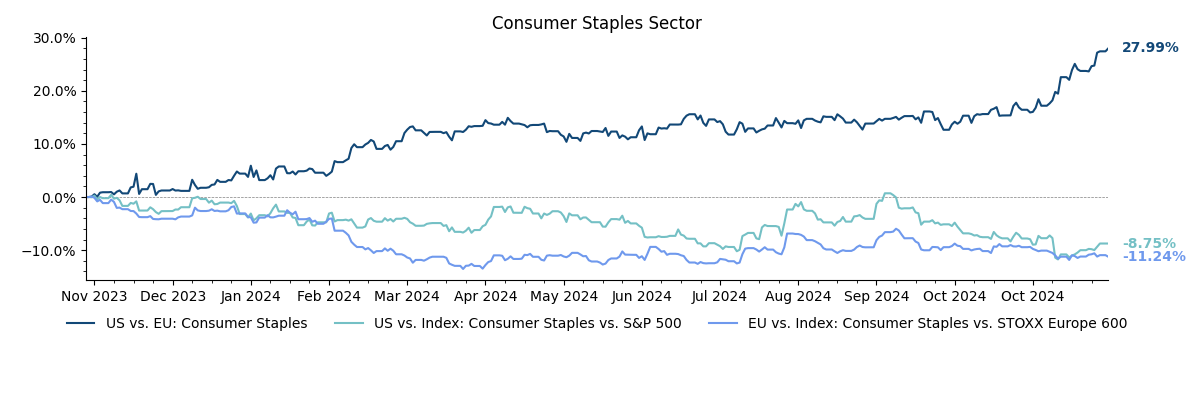 Consumer Staples Sector
30.0%
20.0%
10.0%
0.0%
−10.0%
27.99%
-8.75%
-11.24%
Nov 2023 Dec 2023 Jan 2024 Feb 2024 Mar 2024 Apr 2024 May 2024 Jun 2024 Jul 2024 Aug 2024 Sep 2024 Oct 2024 Oct 2024
US vs. EU: Consumer Staples US vs. Index: Consumer Staples vs. S&P 500 EU vs. Index: Consumer Staples vs. STOXX Europe 600